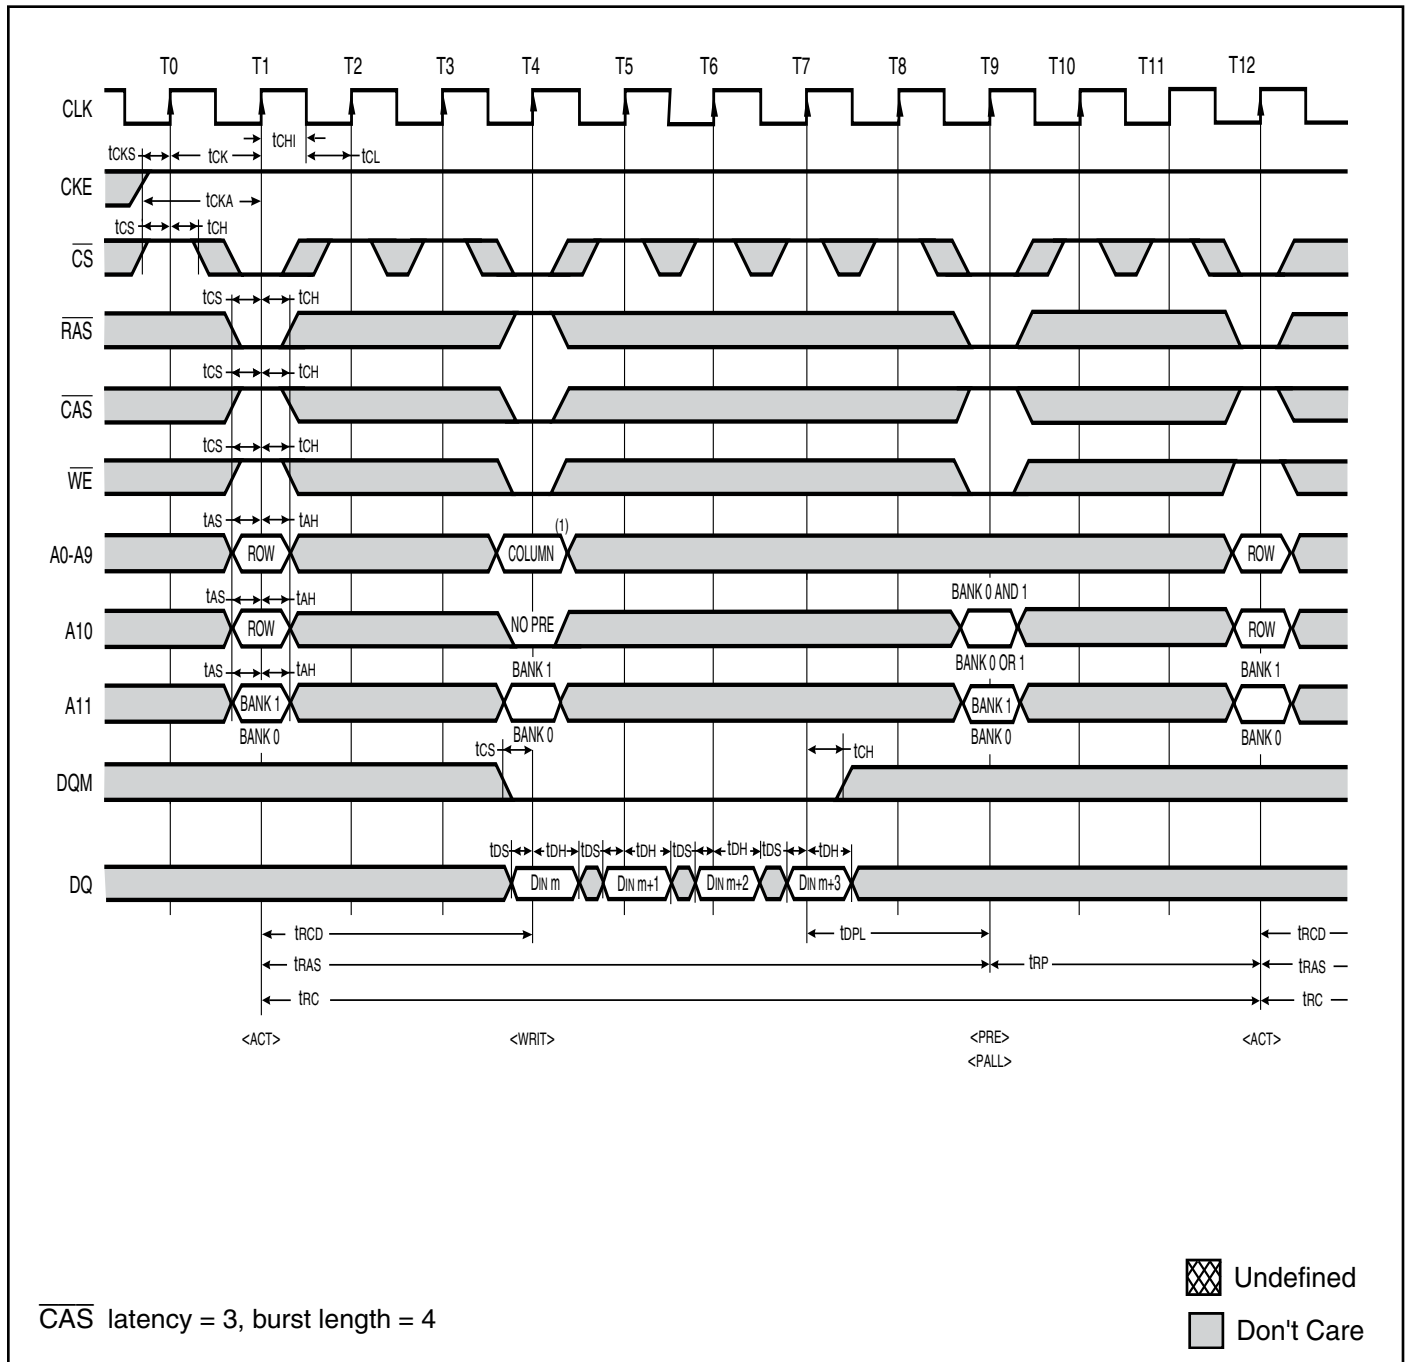 T0 T1 T2 T3 T4 T5 T6 T7 T8 T9 T10 T11 T12
CLK
tCHI
tCKS tCK tCL
CKE
tCKA
tCS tCH
CS
tCS tCH
RAS
tCS tCH
CAS
tCS tCH
WE
tAS tAH (1)
A0-A9 ROW COLUMN ROW
tAS tAH BANK 0 AND 1
A10 ROW NO PRE ROW
tAS tAH BANK 1 BANK 0 OR 1 BANK 1
A11 BANK 1 BANK 1
BANK 0 BANK 0 BANK 0 BANK 0
tCS tCH
DQM
tDS tDH tDS tDH tDS tDH tDS tDH
DQ DIN m DIN m+1 DIN m+2 DIN m+3
tRCD tDPL tRCD
tRAS tRP tRAS
tRC tRC
<ACT> <WRIT> <PRE> <ACT>
<PALL>
Undefined
CAS latency = 3, burst length = 4
Don't Care